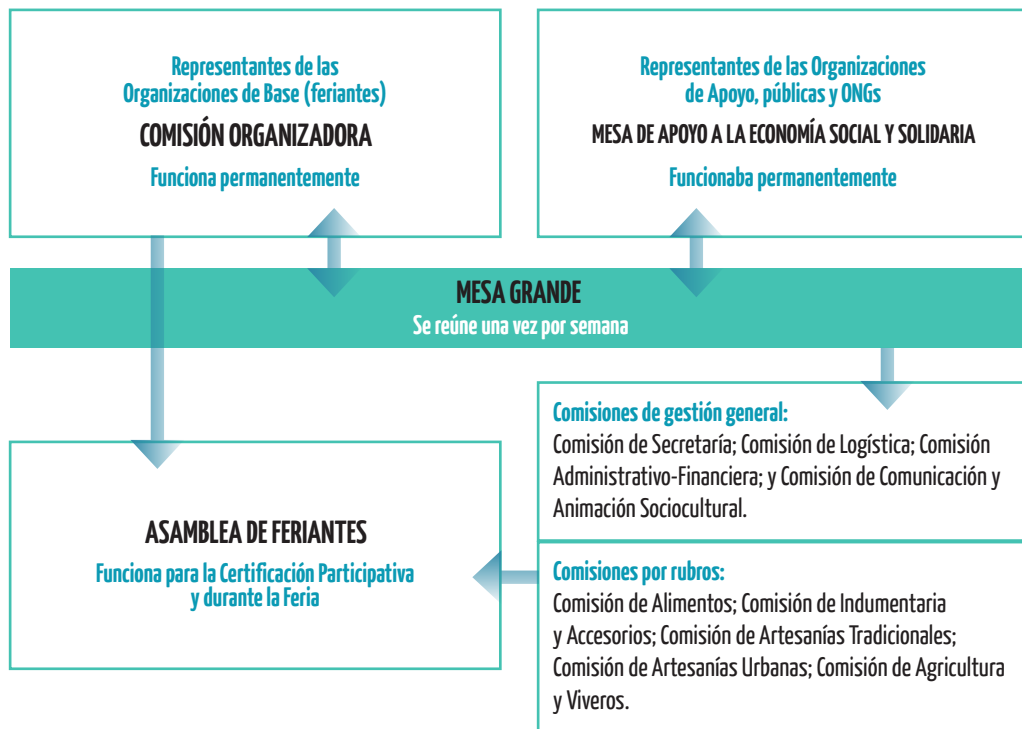 Representantes de las
Organizaciones de Base (feriantes)
COMISIÓN ORGANIZADORA
Funciona permanentemente
Representantes de las Organizaciones
de Apoyo, públicas y ONGs
MESA DE APOYO A LA ECONOMÍA SOCIAL Y SOLIDARIA
Funcionaba permanentemente
MESA GRANDE
Se reúne una vez por semana
Comisiones de gestión general:
Comisión de Secretaría; Comisión de Logística; Comisión
Administrativo-Financiera; y Comisión de Comunicación y
Animación Sociocultural.
ASAMBLEA DE FERIANTES
Funciona para la Certificación Participativa
y durante la Feria
Comisiones por rubros:
Comisión de Alimentos; Comisión de Indumentaria
y Accesorios; Comisión de Artesanías Tradicionales;
Comisión de Artesanías Urbanas; Comisión de Agricultura
y Viveros.